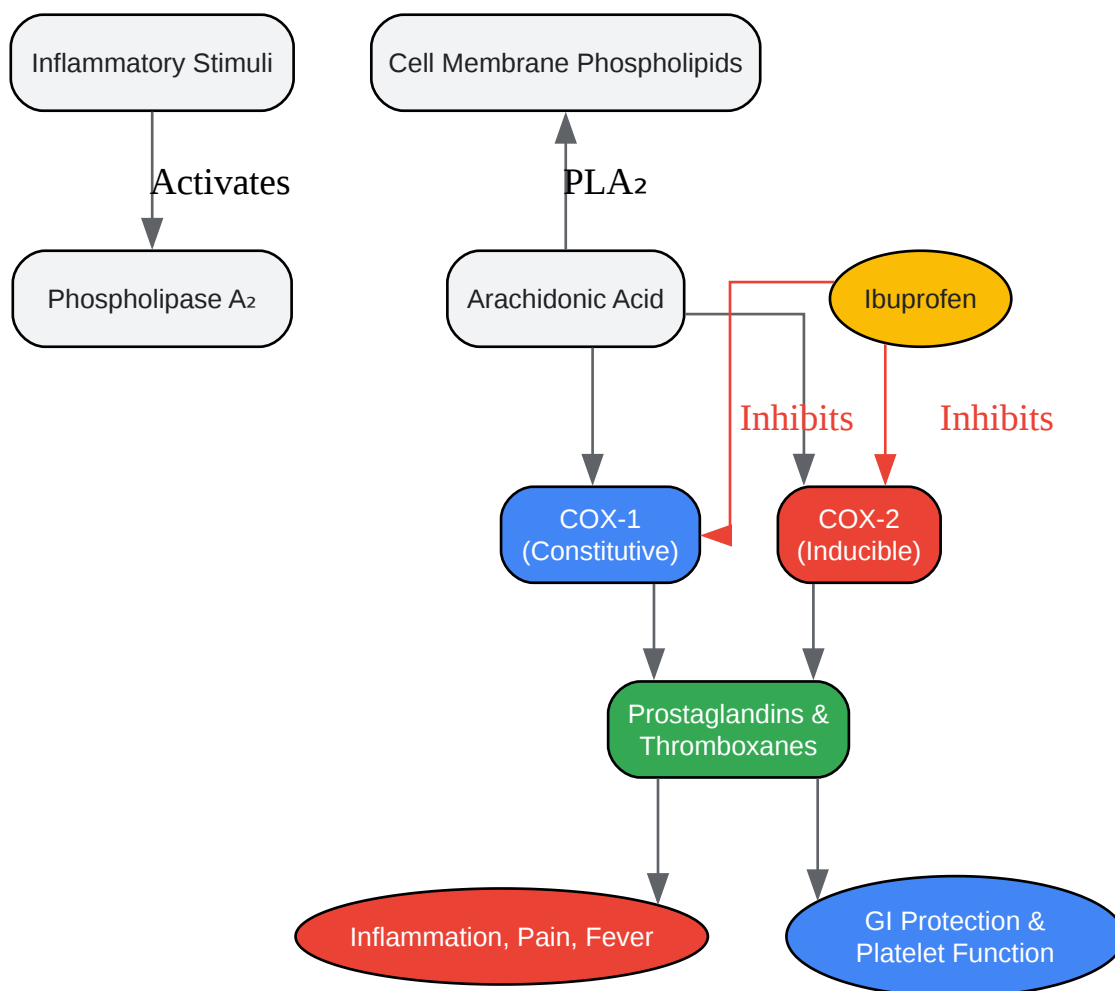 Inflammatory Stimuli
Cell Membrane Phospholipids
Activates
PLA₂
Phospholipase A₂
Arachidonic Acid
Ibuprofen
Inhibits
Inhibits
COX-1
(Constitutive)
COX-2
(Inducible)
Prostaglandins &
Thromboxanes
Inflammation, Pain, Fever
GI Protection &
Platelet Function